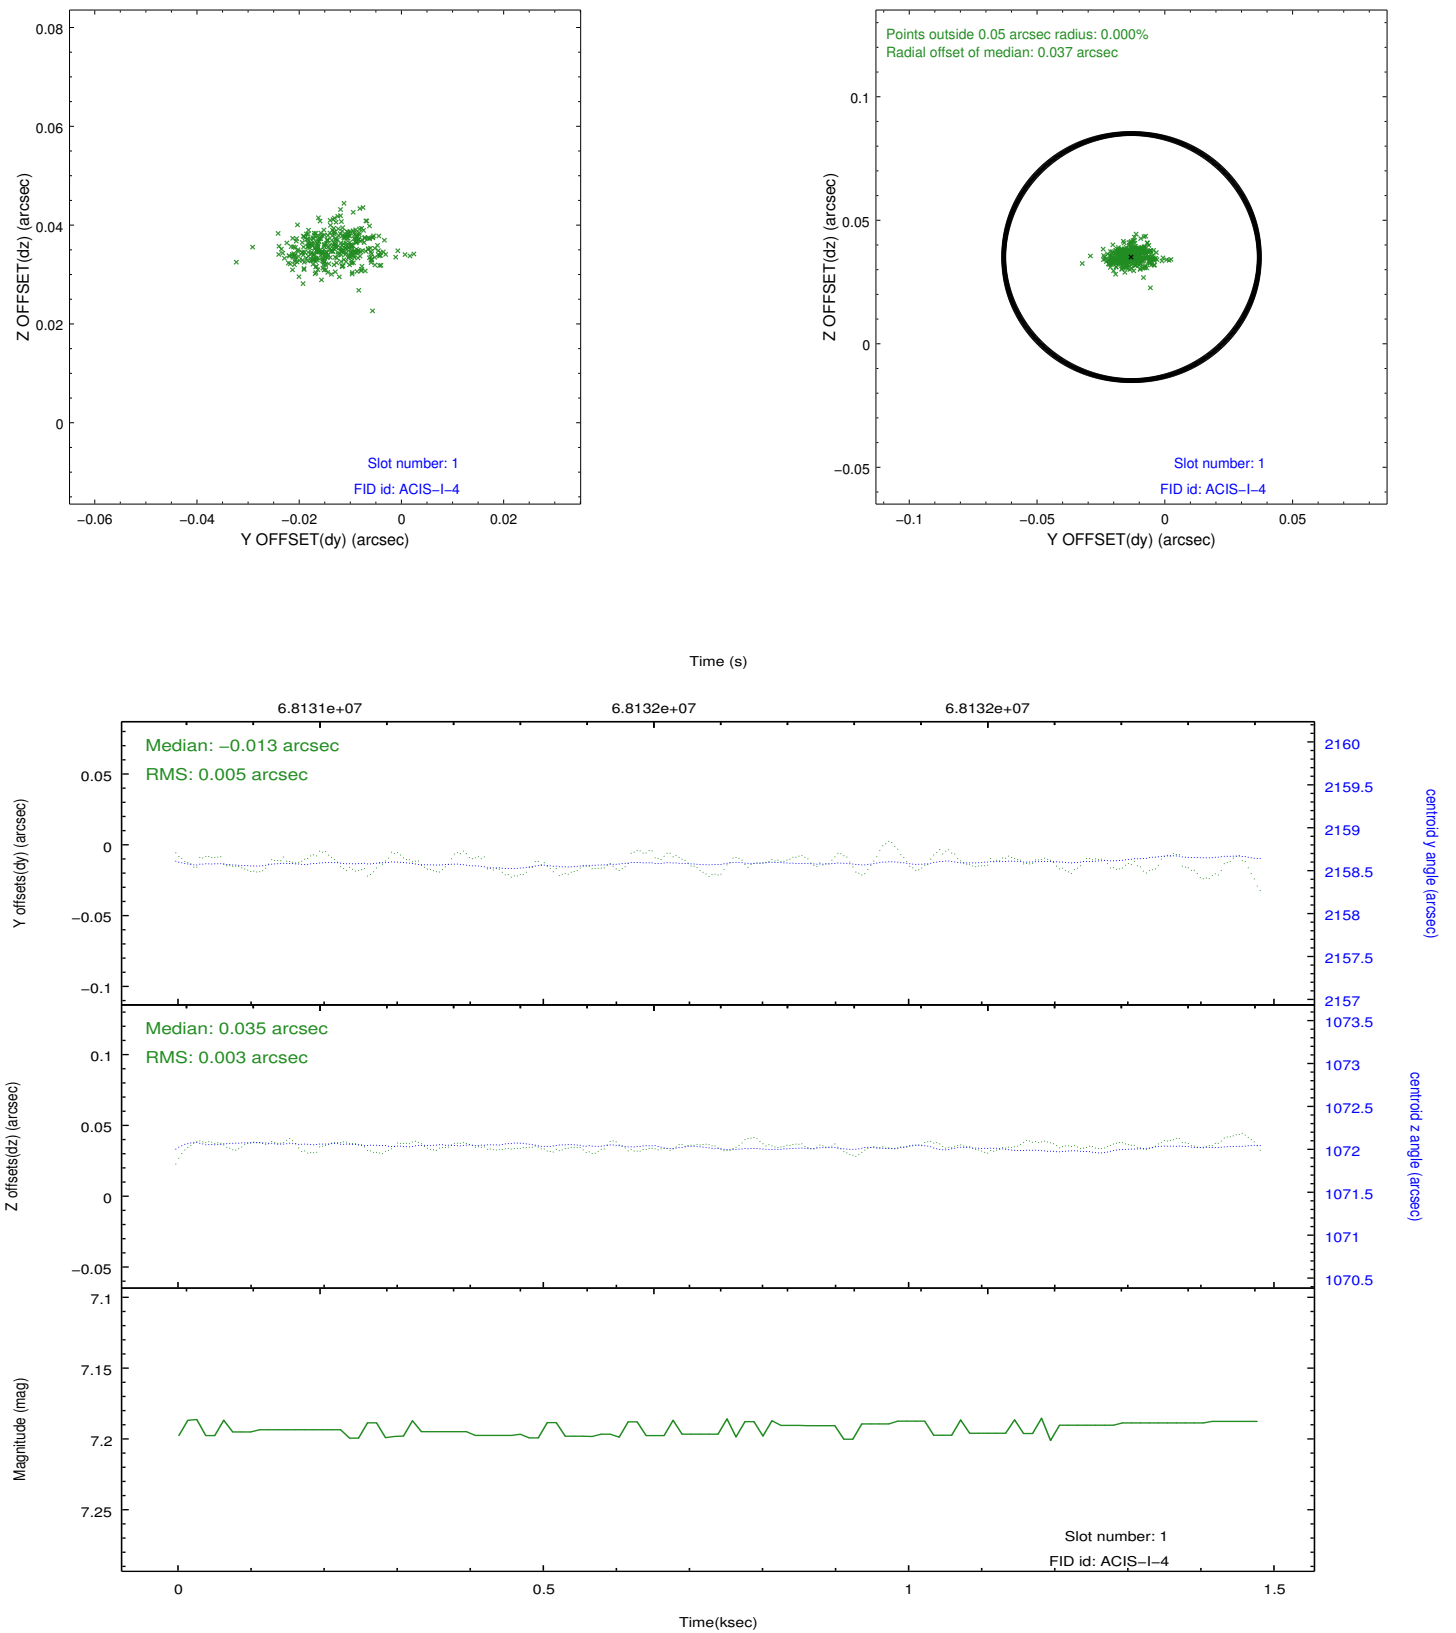 0.08
0.06
0.04
0.02
0
Z OFFSET(dz) (arcsec)
Slot number: 1
FID id: ACIS−I−4
−0.06
−0.04
−0.02
0
0.02
Y OFFSET(dy) (arcsec)
Points outside 0.05 arcsec radius: 0.000%
Radial offset of median: 0.037 arcsec
0.1
0.05
0
−0.05
Z OFFSET(dz) (arcsec)
Slot number: 1
FID id: ACIS−I−4
−0.1
−0.05
0
0.05
Y OFFSET(dy) (arcsec)
Time (s)
6.8131e+07
6.8132e+07
6.8132e+07
Median: −0.013 arcsec
RMS: 0.005 arcsec
0.05
0
−0.05
−0.1
Y offsets(dy) (arcsec)
2160
2159.5
2159
2158.5
2158
2157.5
2157
centroid y angle (arcsec)
Median: 0.035 arcsec
RMS: 0.003 arcsec
0.1
0.05
0
−0.05
Z offsets(dz) (arcsec)
1073.5
1073
1072.5
1072
1071.5
1071
1070.5
centroid z angle (arcsec)
7.1
7.15
7.2
7.25
Magnitude (mag)
Slot number: 1
FID id: ACIS−I−4
0
0.5
1
1.5
Time(ksec)